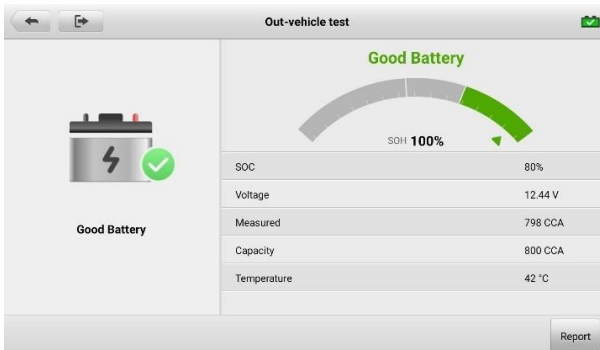 Out-vehicle test
Good Battery
Good Battery
SOH 100%
SOC 80%
Voltage 12.44 V
Measured 798 CCA
Capacity 800 CCA
Temperature 42 °C
Report